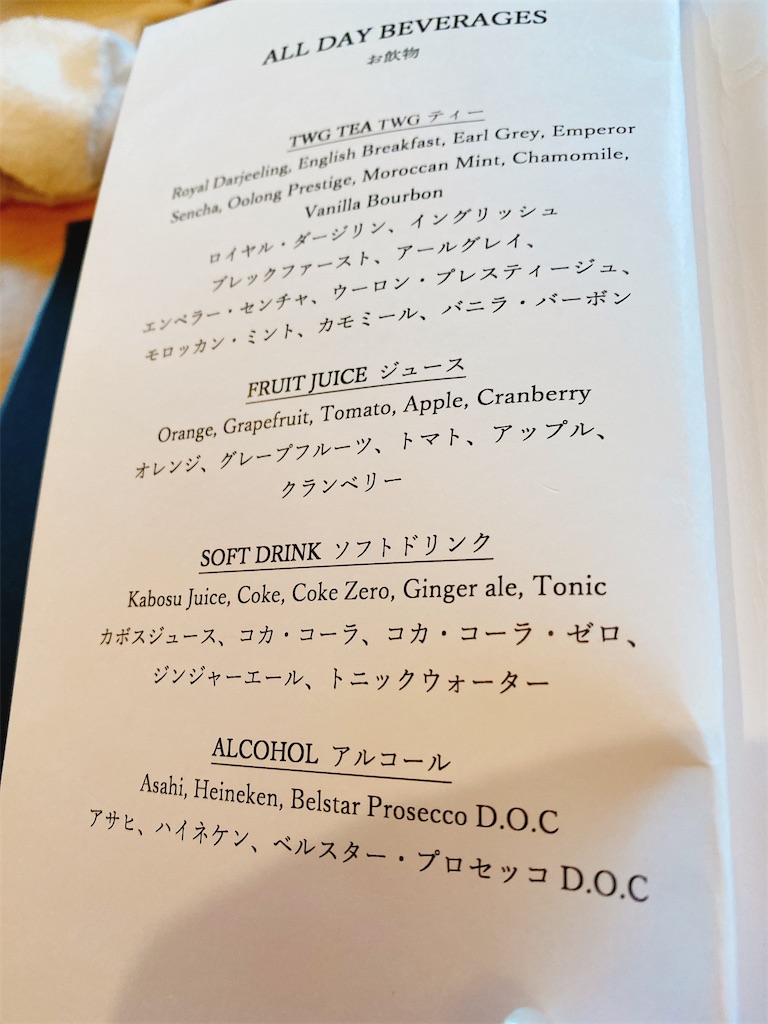 ALL DAY BEVERAGES
お飲物
TWG TEA TWG ティー
Royal Darjeeling, English Breakfast, Earl Grey, Emperor
Sencha, Oolong Prestige, Moroccan Mint, Chamomile,
Vanilla Bourbon
ロイヤル・ダージリン、イングリッシュ
ブレックファースト、アールグレイ、
エンペラー・センチャ、ウーロン・プレスティージュ、
モロッカン・ミント、カモミール、バニラ・バーボン
FRUIT JUICE ジュース
Orange, Grapefruit, Tomato, Apple, Cranberry
オレンジ、グレープフルーツ、トマト、アップル、
クランベリー
SOFT DRINK ソフトドリンク
Kabosu Juice, Coke, Coke Zero, Ginger ale, Tonic
カボスジュース、コカ・コーラ、コカ・コーラ・ゼロ、
ジンジャーエール、トニックウォーター
ALCOHOL アルコール
Asahi, Heineken, Belstar Prosecco D.O.C
アサヒ、ハイネケン、ベルスター・プロセッコ D.O.C